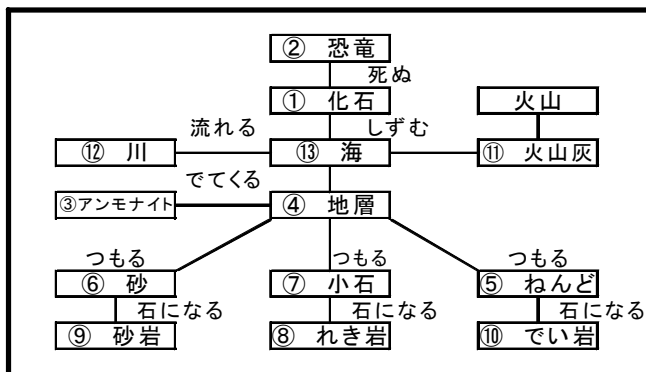 ② 恐竜
死ぬ
① 化石
火山
流れる
しずむ
⑫ 川
⑬ 海
⑪ 火山灰
でてくる
③アンモナイト
④ 地層
つもる
つもる
つもる
⑥ 砂
⑦ 小石
⑤ ねんど
石になる
石になる
石になる
⑨ 砂岩
⑧ れき岩
⑩ でい岩